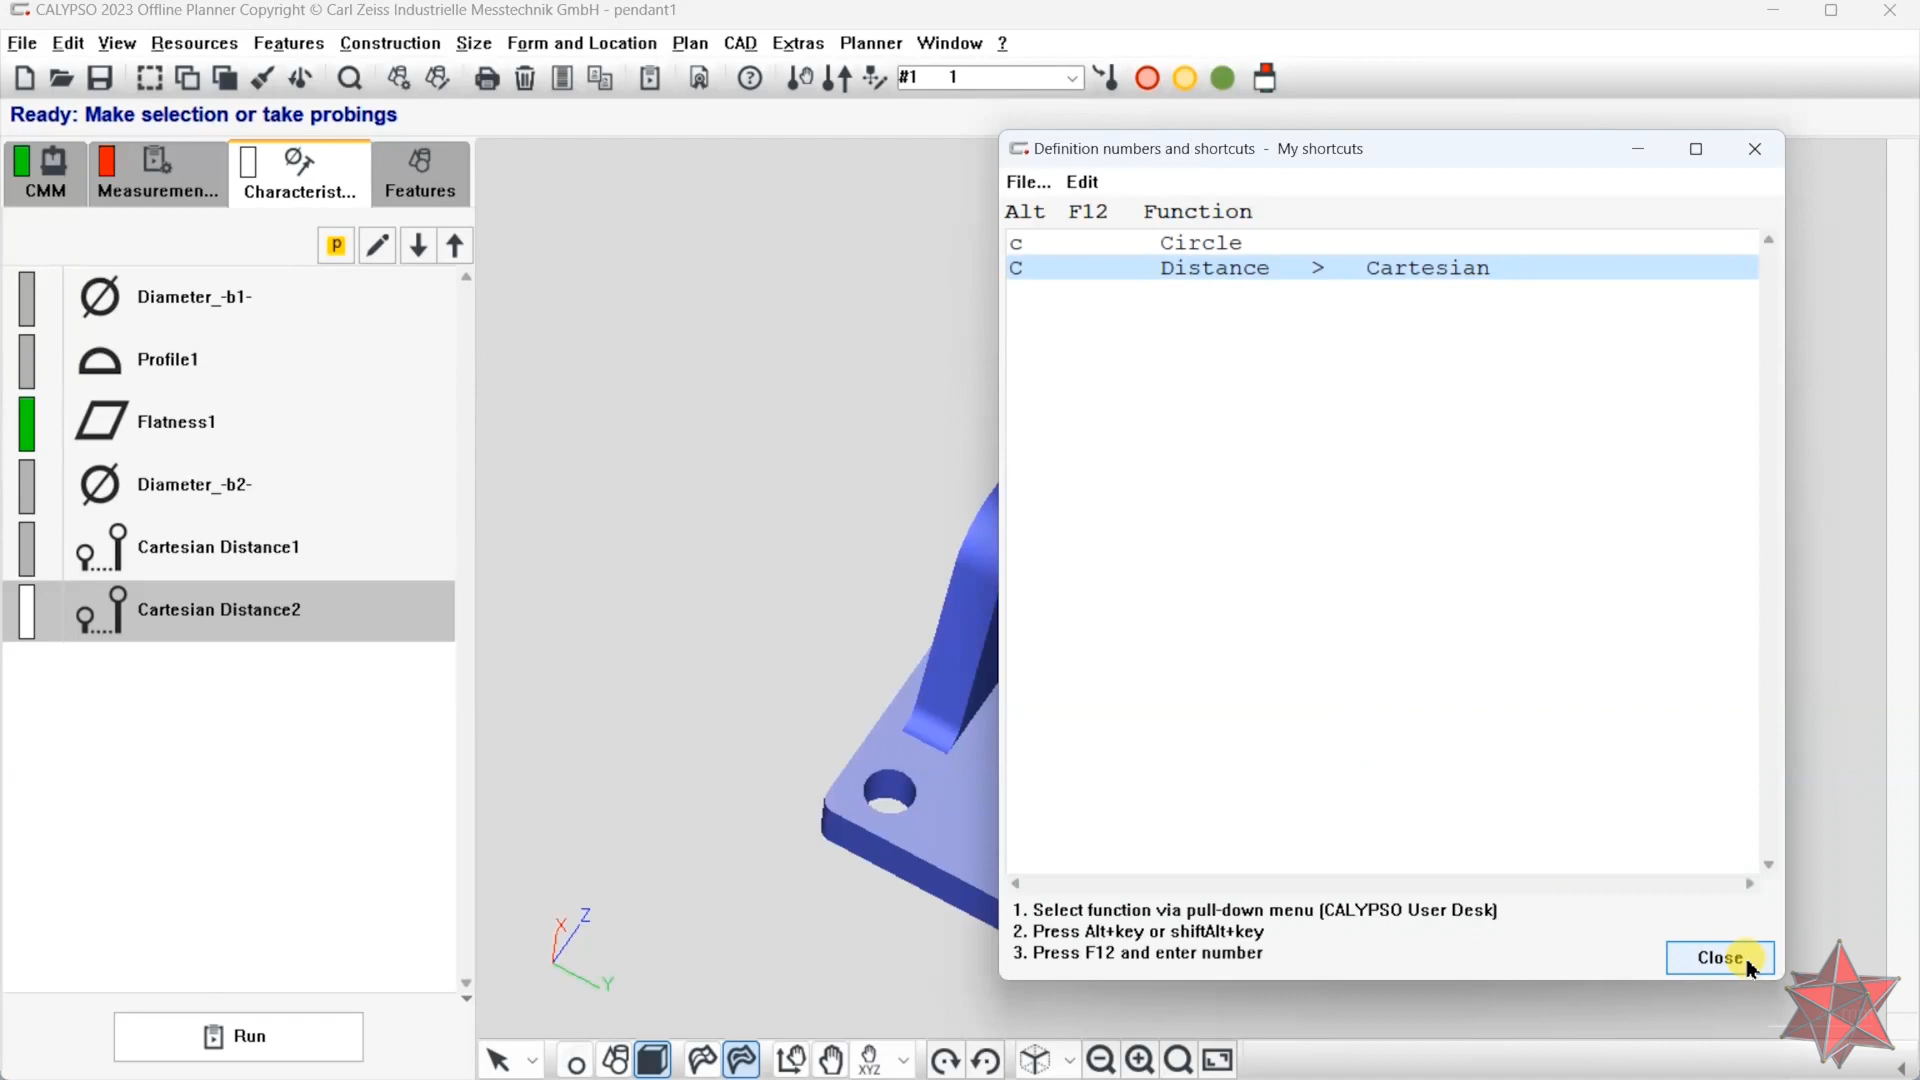 CALYPSO 2023 Offline Planner Copyright © Carl Zeiss Industrielle Messtechnik GmbH - pendant1
File Edit View Resources Features Construction Size Form and Location Plan CAD Extras Planner Window ?
#1 1
Ready: Make selection or take probings
CMM
Measuremen...
Characterist...
Features
P
Diameter_-b1-
Profile1
Flatness1
Diameter_-b2-
Cartesian Distance1
Cartesian Distance2
Run
Definition numbers and shortcuts - My shortcuts
File... Edit
Alt F12 Function
c Circle
C Distance > Cartesian
1. Select function via pull-down menu (CALYPSO User Desk)
2. Press Alt+key or shiftAlt+key
3. Press F12 and enter number
Close
X
Z
Y
XYZ